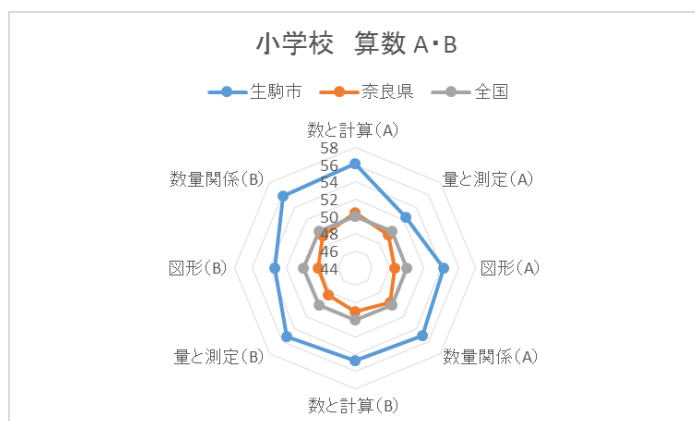 小学校 算数 A・B
生駒市 奈良県 全国
数と計算(A)
58
56
54
52
50
48
46
44
数量関係(B) 量と測定(A)
図形(B) 図形(A)
量と測定(B) 数量関係(A)
数と計算(B)